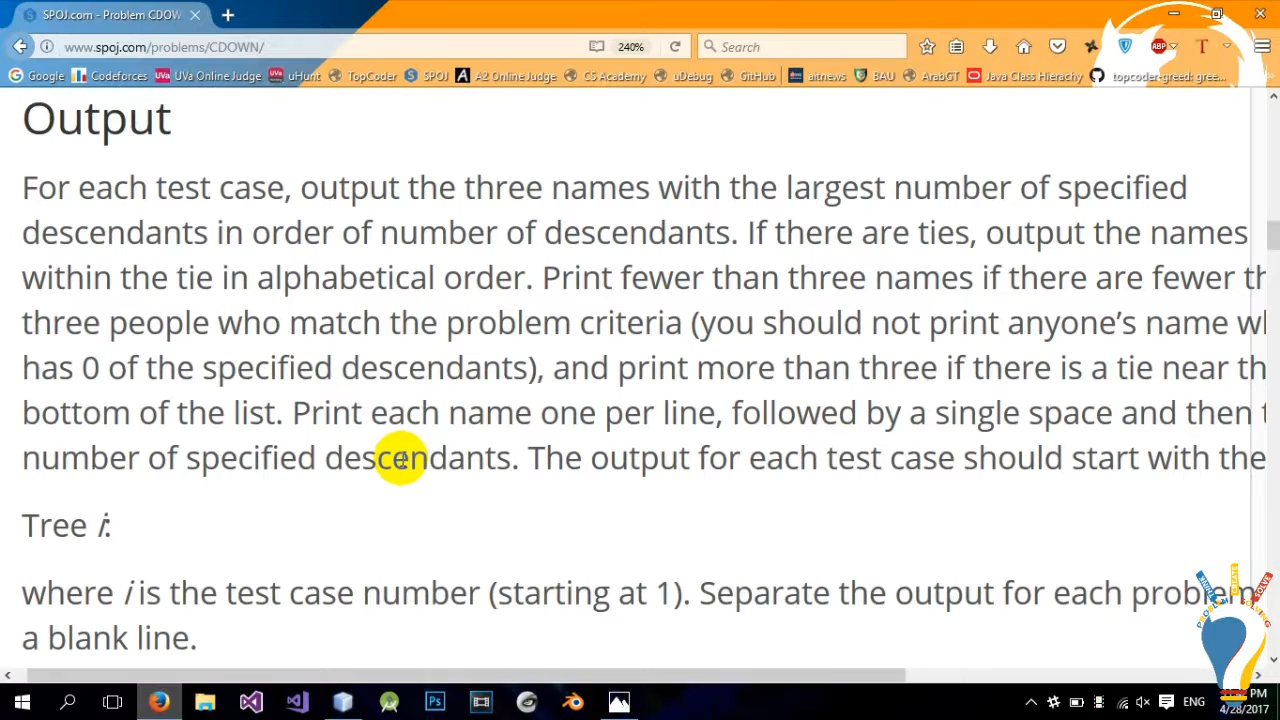 SPOJ.com - Problem CDOW
www.spoj.com/problems/CDOWN/
240%
Search
ABP
T
Google Codeforces UVa Online Judge uHunt TopCoder SPOJ A2 Online Judge CS Academy uDebug GitHub aitnews BAU ArabGT Java Class Hierachy topcoder-greed: gree...
Output
For each test case, output the three names with the largest number of specified
descendants in order of number of descendants. If there are ties, output the names
within the tie in alphabetical order. Print fewer than three names if there are fewer th
three people who match the problem criteria (you should not print anyone’s name w
has 0 of the specified descendants), and print more than three if there is a tie near th
bottom of the list. Print each name one per line, followed by a single space and then t
number of specified descendants. The output for each test case should start with the
Tree i:
where i is the test case number (starting at 1). Separate the output for each problem
a blank line.
PROBLEM SOLVING
ENG
PM
4/28/2017